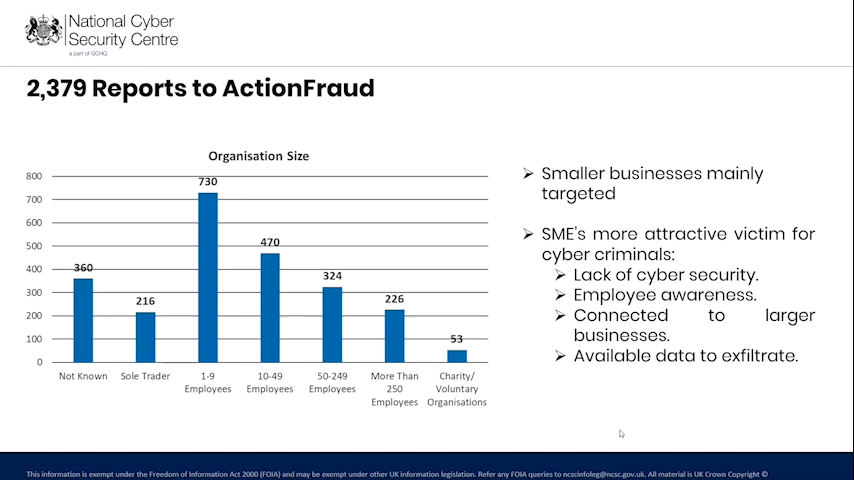 National Cyber
Security Centre
a part of GCHQ
2,379 Reports to ActionFraud
Organisation Size
800
700
600
500
400
300
200
100
0
360
216
730
470
324
226
53
Not Known
Sole Trader
1-9
Employees
10-49
Employees
50-249
Employees
More Than
250
Employees
Charity/
Voluntary
Organisations
Smaller businesses mainly
targeted
SME's more attractive victim for
cyber criminals:
Lack of cyber security.
Employee awareness.
Connected to larger
businesses.
Available data to exfiltrate.
This information is exempt under the Freedom of Information Act 2000 (FOIA) and may be exempt under other UK information legislation. Refer any FOIA queries to ncscinfoleg@ncsc.gov.uk. All material is UK Crown Copyright ©